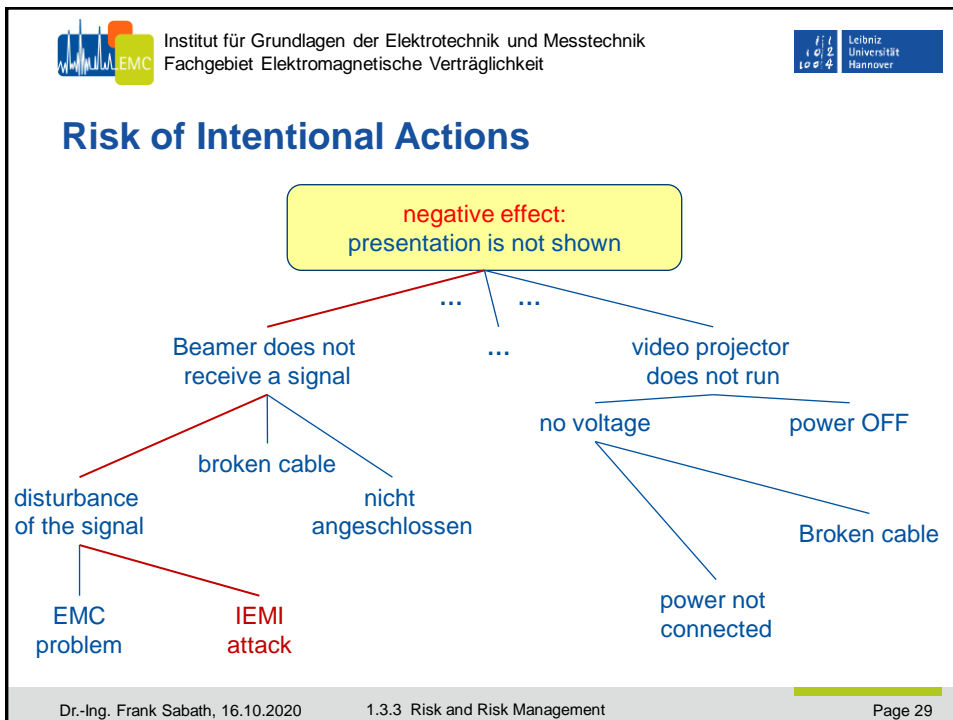 Institut für Grundlagen der Elektrotechnik und Messtechnik
Fachgebiet Elektromagnetische Verträglichkeit
EMC
Leibniz
Universität
Hannover
Risk of Intentional Actions
negative effect:
presentation is not shown
... ...
Beamer does not
receive a signal
...
video projector
does not run
no voltage
power OFF
broken cable
disturbance
of the signal
nicht
angeschlossen
Broken cable
EMC
problem
IEMI
attack
power not
connected
Dr.-Ing. Frank Sabath, 16.10.2020
1.3.3 Risk and Risk Management
Page 29